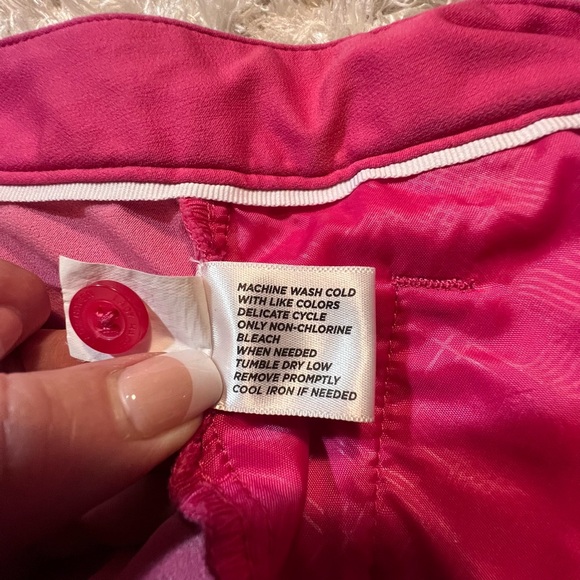 MACHINE WASH COLD
WITH LIKE COLORS
DELICATE CYCLE
ONLY NON-CHLORINE
BLEACH
WHEN NEEDED
TUMBLE DRY LOW
REMOVE PROMPTLY
COOL IRON IF NEEDED